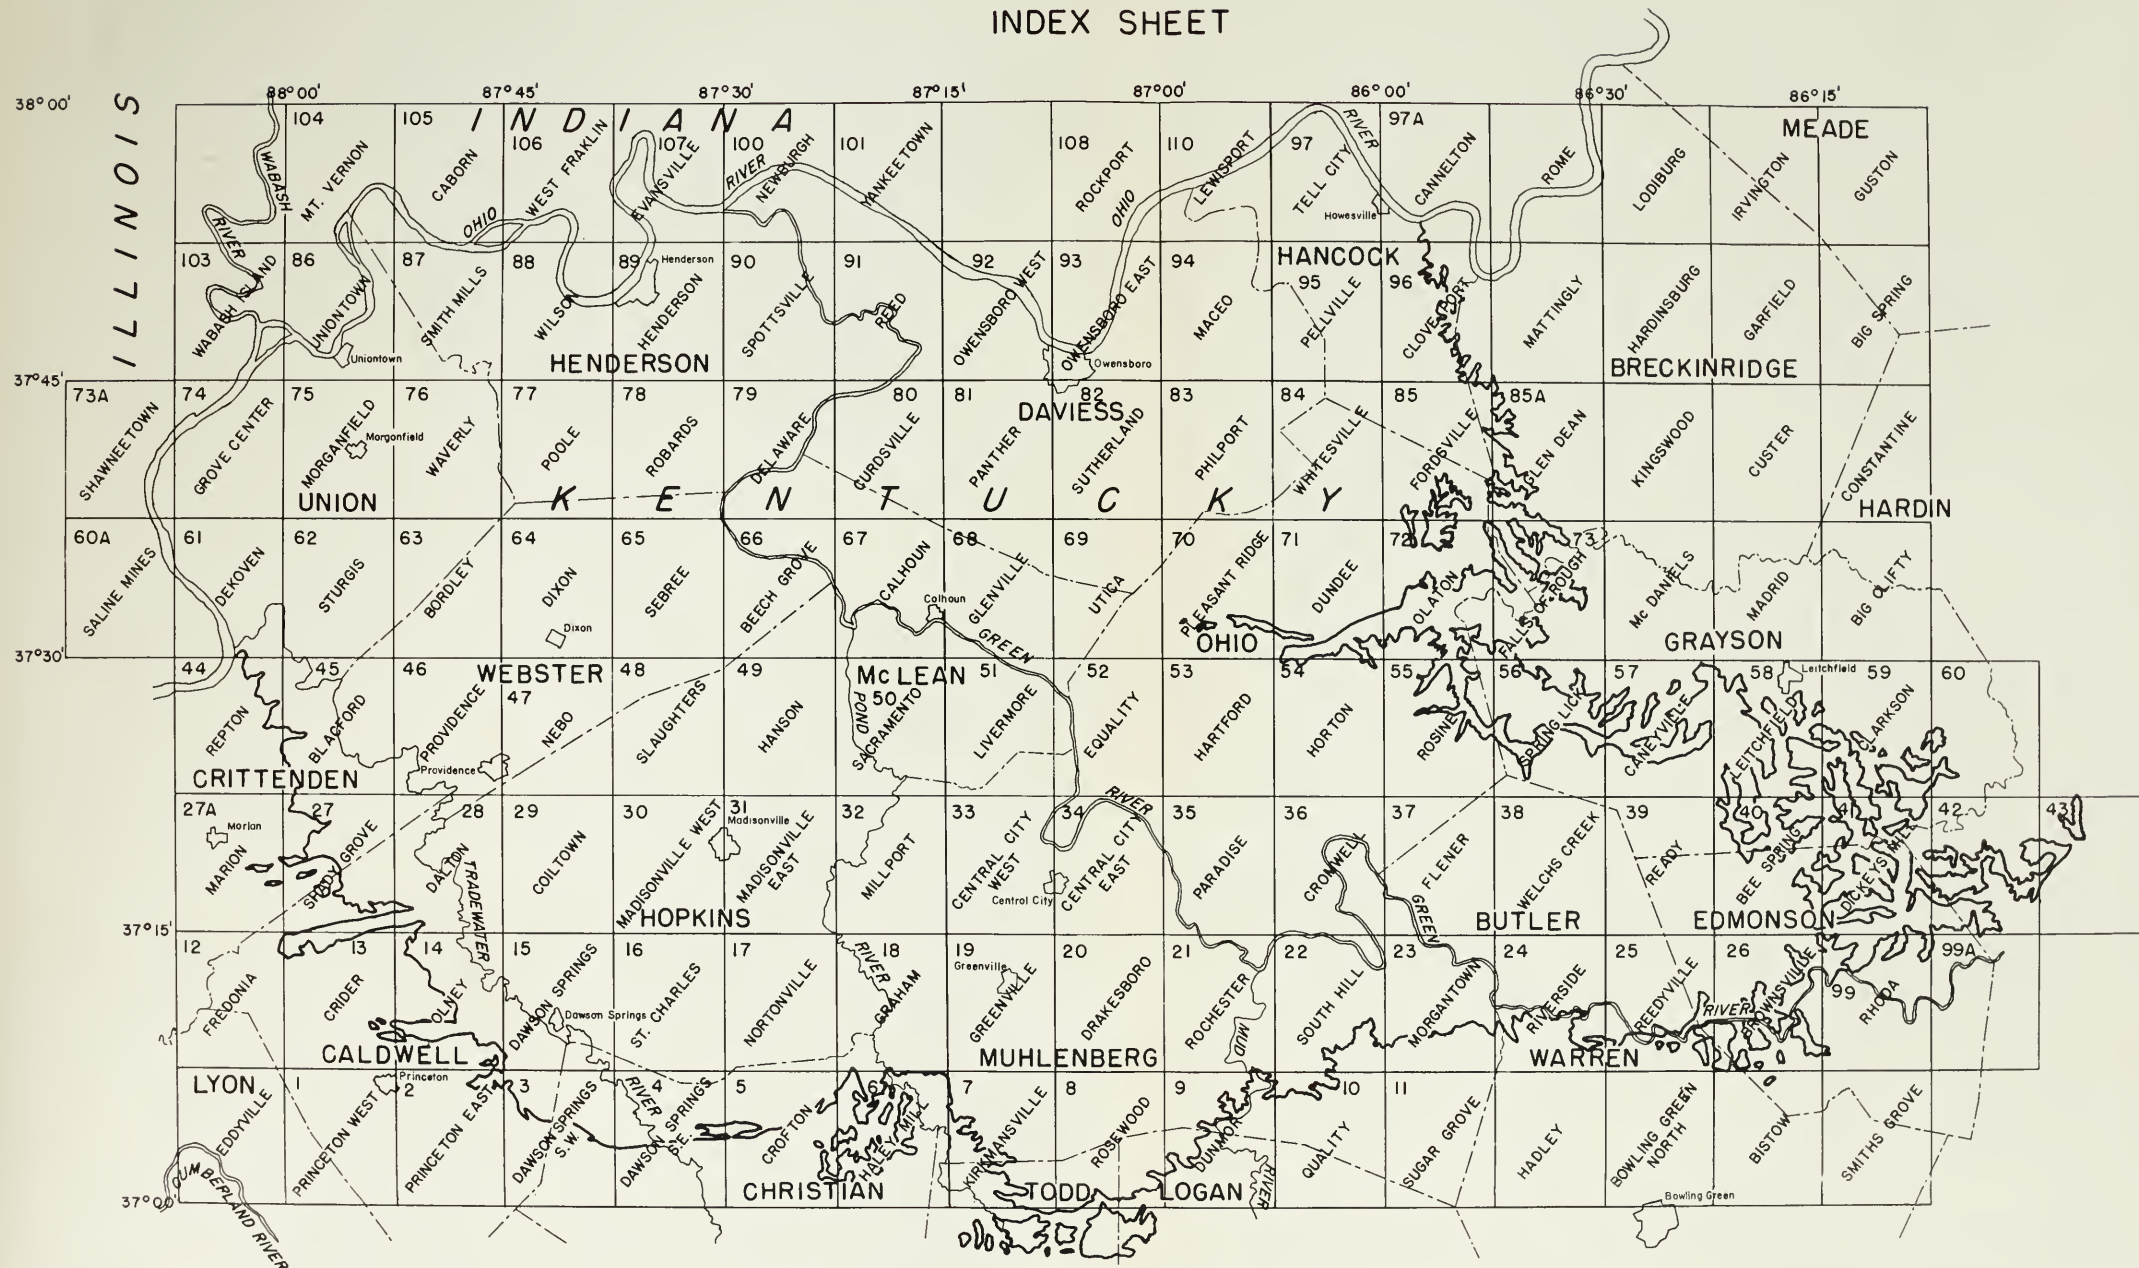 INDEX SHEET
88°00' 87°45' 87°30' 87°15' 87°00' 86°00' 86°30' 86°15'
38°00'
ILLINOIS
INDIANA
104 105 106 107 100 101 108 110 97 97A
MEADE
WABASH
RIVER
MT. VERNON
CABORN
WEST FRAKLIN
EVANSVILLE
RIVER
NEWBURGH
YANKEETOWN
ROCKPORT
LEWISPORT
TELL CITY
RIVER
CANNELTON
ROME
LODIBURG
IRVINGTON
GUSTON
OHIO
OHIO
Howesville
HANCOCK
103 86 87 88 89 90 91 92 93 94 95 96
Henderson
WABASH ISLAND
UNIONTOWN
SMITH MILLS
WILSON
HENDERSON
SPOTTSVILLE
REED
OWENSBORO WEST
OWENSBORO EAST
MACEO
PELLVILLE
CLOVERPORT
MATTINGLY
HARDINSBURG
GARFIELD
BIG SPRING
Uniontown
HENDERSON
Owensboro
BRECKINRIDGE
37°45'
73A 74 75 76 77 78 79 80 81 82 83 84 85 85A
DAVIESS
SHAWNEETOWN
GROVE CENTER
MORGANFIELD
Morganfield
WAVERLY
POOLE
ROBARDS
DELAWARE
CURDSVILLE
PANTHER
SUTHERLAND
PHILPORT
WHITESVILLE
FORDSVILLE
GLEN DEAN
KINGSWOOD
CUSTER
CONSTANTINE
UNION
KENTUCKY
HARDIN
60A 61 62 63 64 65 66 67 68 69 70 71 72 73
SALINE MINES
DEKOVEN
STURGIS
BORDLEY
DIXON
SEBREE
BEECH GROVE
CALHOUN
GLENVILLE
UTICA
PLEASANT RIDGE
DUNDEE
OLATON
FALLS OF ROUGH
Mc DANIELS
MADRID
BIG CLIFTY
Dixon
Calhoun
GREEN
OHIO
GRAYSON
37°30'
44 45 46 47 48 49 50 51 52 53 54 55 56 57 58 59 60
WEBSTER
McLEAN
Leitchfield
REPTON
BLACFORD
PROVIDENCE
NEBO
SLAUGHTERS
HANSON
POND
SACRAMENTO
LIVERMORE
EQUALITY
HARTFORD
HORTON
ROSINE
SPRING LICK
CANEYVILLE
LEITCHFIELD
CLARKSON
CRITTENDEN
Providence
27A 27 28 29 30 31 32 33 34 35 36 37 38 39 40 41 42 43
RIVER
Morian
Madisonville
MARION
SHADY GROVE
DALTON
TRADEWATER
COILTOWN
MADISONVILLE WEST
MADISONVILLE EAST
MILLPORT
CENTRAL CITY WEST
CENTRAL CITY EAST
Central City
PARADISE
CROMWELL
FLENER
GREEN
WELCHS CREEK
READY
BEE SPRING
DICKEYS MILL
HOPKINS
BUTLER
EDMONSON
37°15'
12 13 14 15 16 17 18 19 20 21 22 23 24 25 26 99 99A
FREDONIA
CRIDER
OLNEY
DAWSON SPRINGS
ST. CHARLES
NORTONVILLE
RIVER
GRAHAM
Greenville
GREENVILLE
DRAKESBORO
ROCHESTER
MUD
SOUTH HILL
MORGANTOWN
RIVERSIDE
REEDYVILLE
RIVER
BROWNSVILLE
RHODA
Dawson Springs
CALDWELL
MUHLENBERG
WARREN
LYON
1 2 3 4 5 6 7 8 9 10 11
Princeton
EDDYVILLE
PRINCETON WEST
PRINCETON EAST
DAWSON SPRINGS S.W.
RIVER
DAWSON SPRINGS S.E.
CROFTON
HALEY MILL
KIRKMANSVILLE
ROSEWOOD
DUNMOR
QUALITY
SUGAR GROVE
HADLEY
BOWLING GREEN NORTH
BISTOW
SMITHS GROVE
CHRISTIAN
TODD
LOGAN
RIVER
Bowling Green
37°00'
CUMBERLAND RIVER